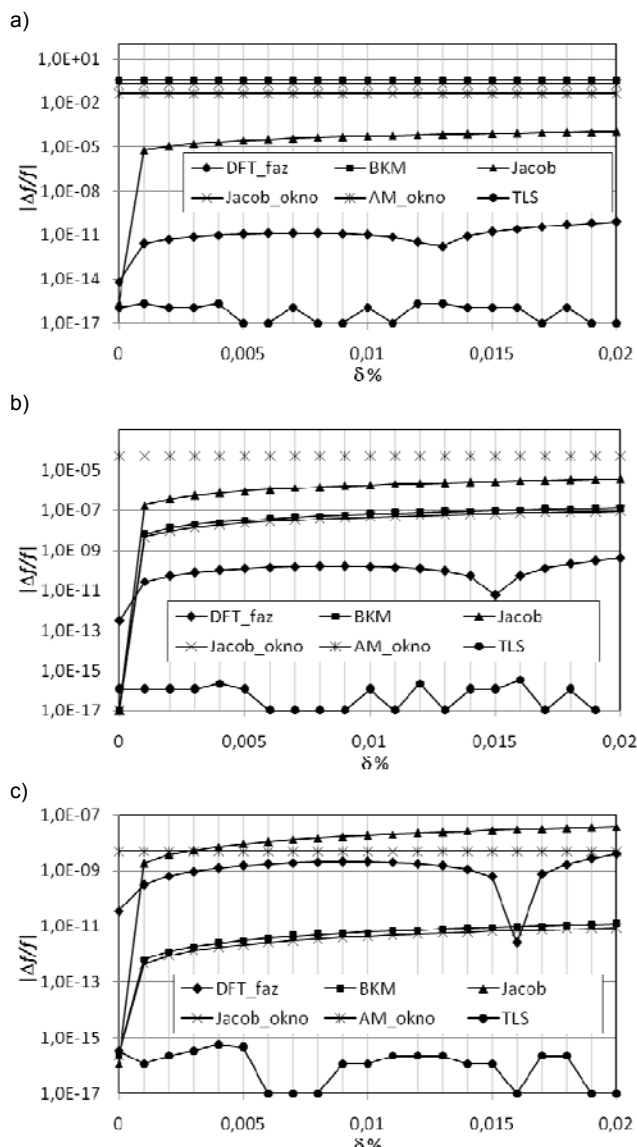 a)
1,0E+01
1,0E-02
1,0E-05
1,0E-08
1,0E-11
1,0E-14
1,0E-17
|Δf/f|
DFT_faz BKM Jacob
Jacob_okno AM_okno TLS
0 0,005 0,01 0,015 0,02
δ%
b)
1,0E-05
1,0E-07
1,0E-09
1,0E-11
1,0E-13
1,0E-15
1,0E-17
|Δf/f|
DFT_faz BKM Jacob
Jacob_okno AM_okno TLS
0 0,005 0,01 0,015 0,02
δ%
c)
1,0E-07
1,0E-09
1,0E-11
1,0E-13
1,0E-15
1,0E-17
|Δf/f|
DFT_faz BKM Jacob
Jacob_okno AM_okno TLS
0 0,005 0,01 0,015 0,02
δ%